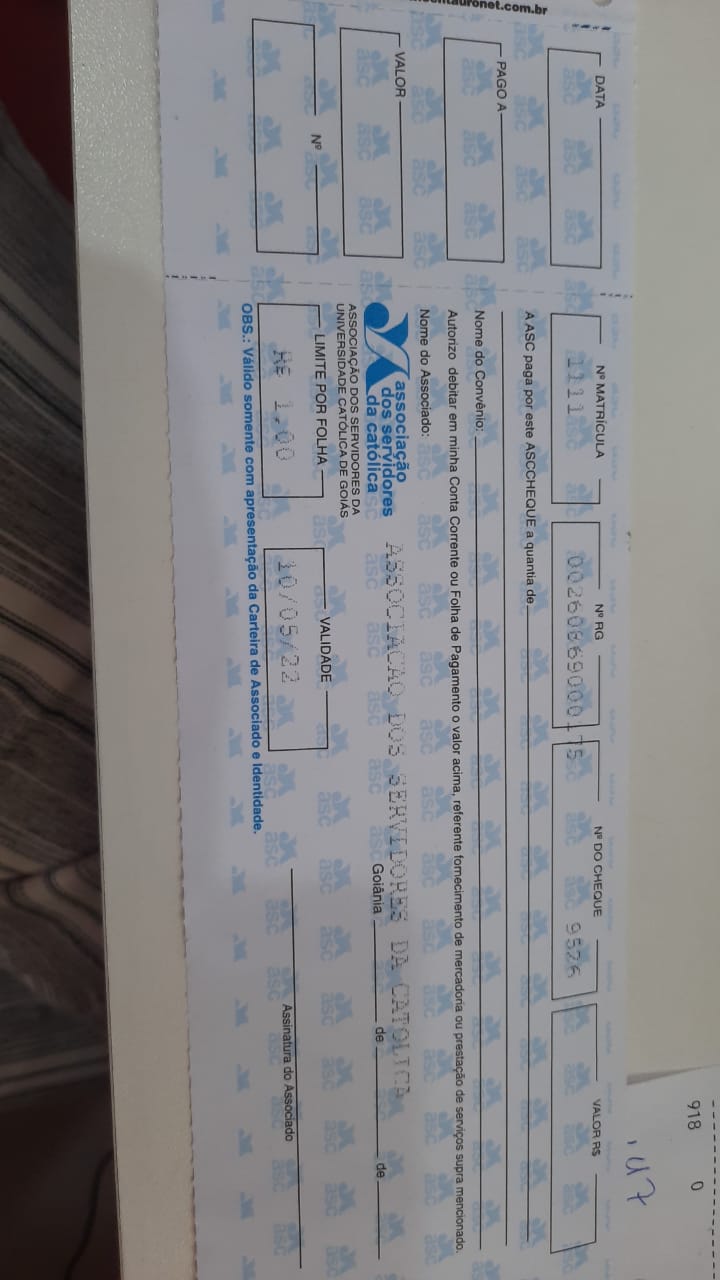 918 0
,47
DATA
Nº MATRÍCULA
1111
Nº RG
00260869000175
Nº DO CHEQUE
9526
VALOR R$
A ASC paga por este ASCCHEQUE a quantia de
PAGO A
Nome do Convênio:
Autorizo debitar em minha Conta Corrente ou Folha de Pagamento o valor acima, referente fornecimento de mercadoria ou prestação de serviços supra mencionado.
Nome do Associado:
VALOR
associação
dos servidores
da católica
ASSOCIACAO DOS SERVIDORES DA CATOLICA
Goiânia de de
ASSOCIAÇÃO DOS SERVIDORES DA
UNIVERSIDADE CATÓLICA DE GOIÁS
Nº
LIMITE POR FOLHA
R$ 1,00
VALIDADE
10/05/22
Assinatura do Associado
OBS.: Válido somente com apresentação da Carteira de Associado e Identidade.
asc